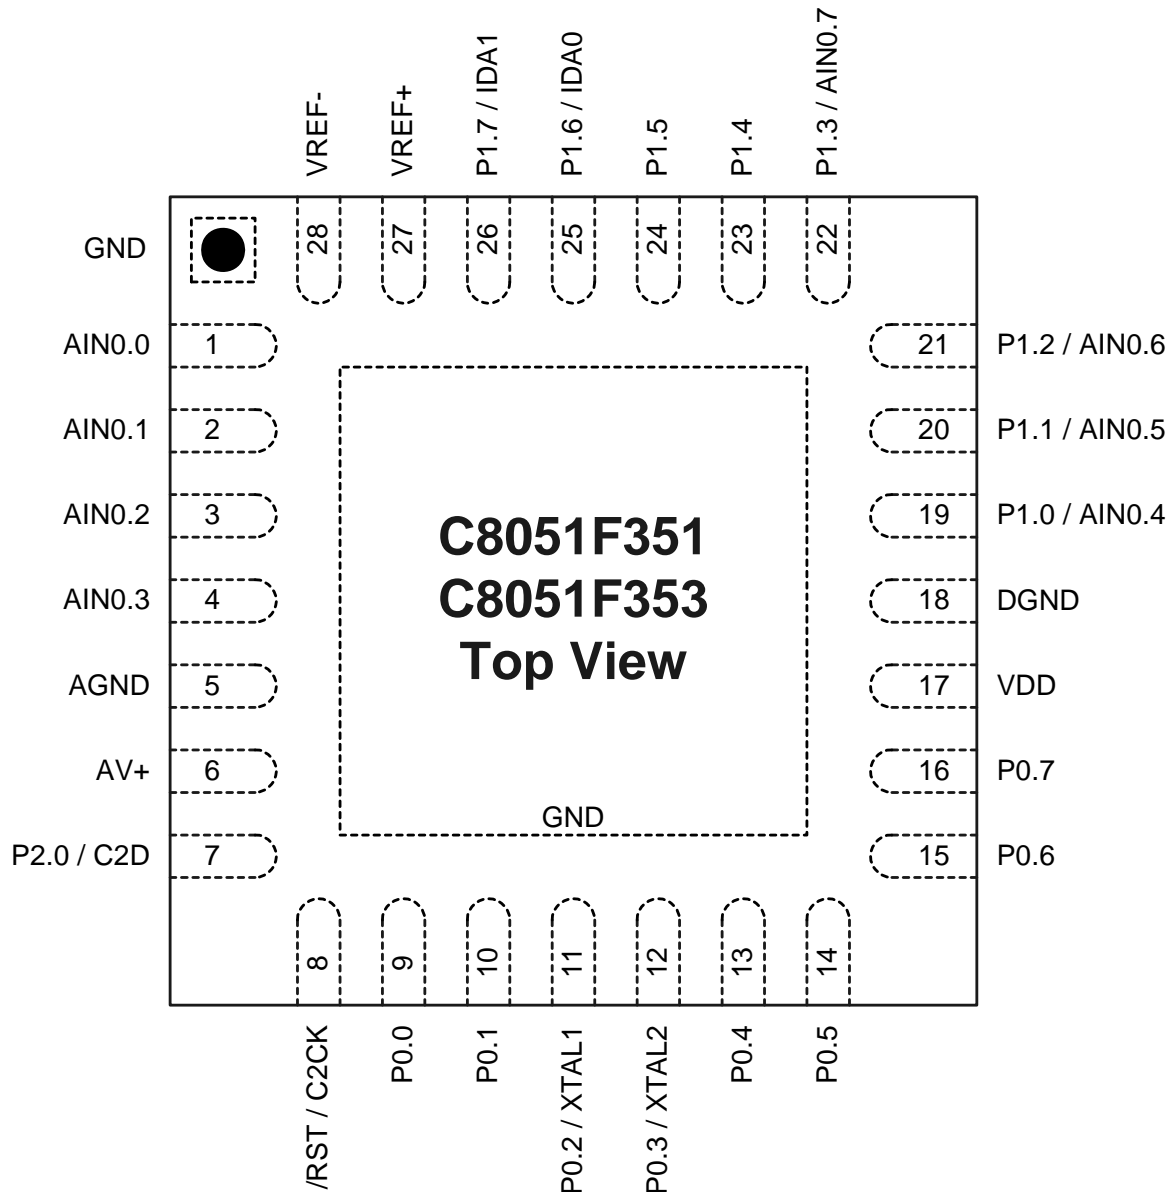 VREF-
VREF+
P1.7 / IDA1
P1.6 / IDA0
P1.5
P1.4
P1.3 / AIN0.7
28
27
26
25
24
23
22
GND
AIN0.0
1
AIN0.1
2
AIN0.2
3
AIN0.3
4
AGND
5
AV+
6
P2.0 / C2D
7
C8051F351
C8051F353
Top View
GND
21
P1.2 / AIN0.6
20
P1.1 / AIN0.5
19
P1.0 / AIN0.4
18
DGND
17
VDD
16
P0.7
15
P0.6
8
9
10
11
12
13
14
/RST / C2CK
P0.0
P0.1
P0.2 / XTAL1
P0.3 / XTAL2
P0.4
P0.5